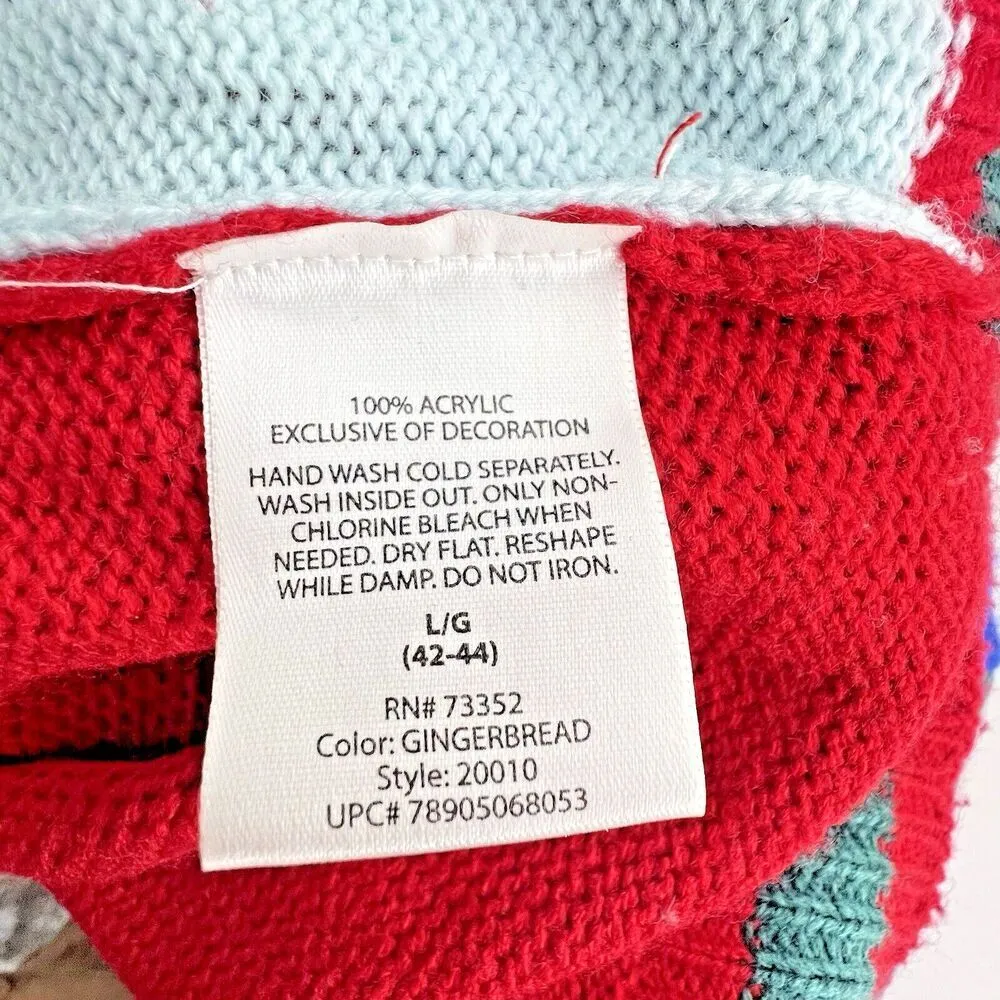 100% ACRYLIC
EXCLUSIVE OF DECORATION
HAND WASH COLD SEPARATELY.
WASH INSIDE OUT. ONLY NON-
CHLORINE BLEACH WHEN
NEEDED. DRY FLAT. RESHAPE
WHILE DAMP. DO NOT IRON.
L/G
(42-44)
RN# 73352
Color: GINGERBREAD
Style: 20010
UPC# 78905068053